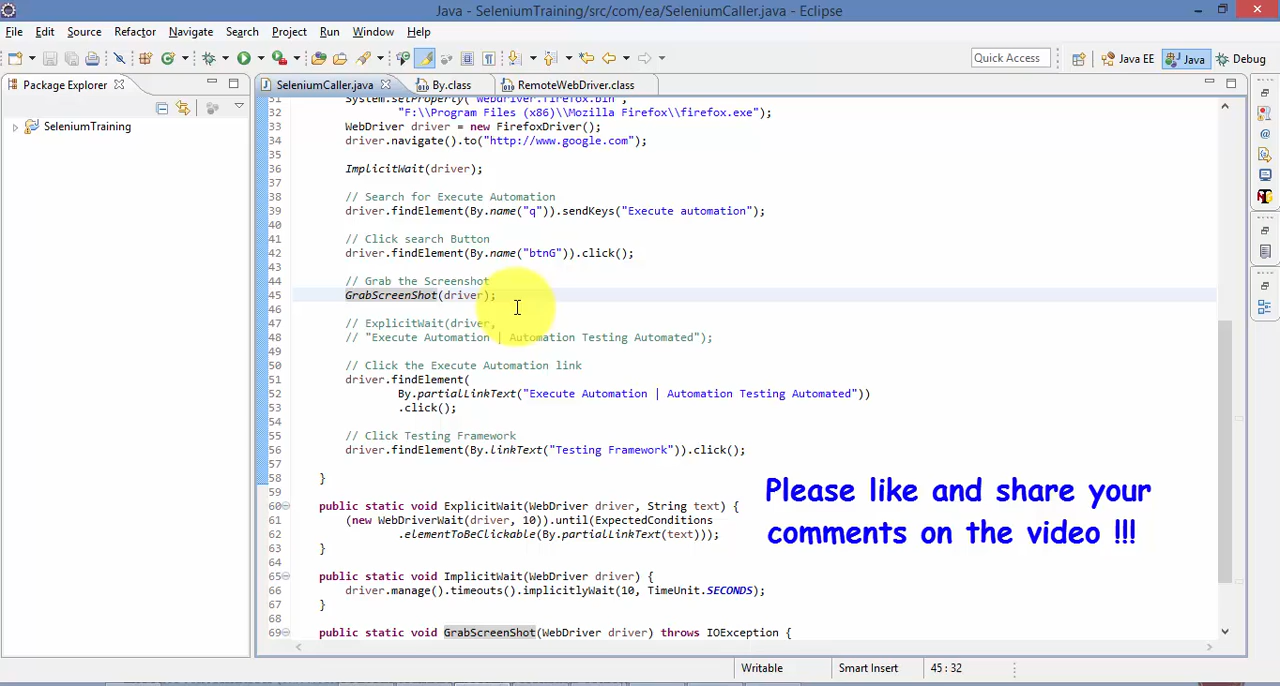 Java - SeleniumTraining/src/com/ea/SeleniumCaller.java - Eclipse
File Edit Source Refactor Navigate Search Project Run Window Help
Quick Access Java EE Java Debug
Package Explorer SeleniumCaller.java By.class RemoteWebDriver.class
SeleniumTraining
31 System.setProperty("webdriver.firefox.bin",
32 "F:\\Program Files (x86)\\Mozilla Firefox\\firefox.exe");
33 WebDriver driver = new FirefoxDriver();
34 driver.navigate().to("http://www.google.com");
35
36 ImplicitWait(driver);
37
38 // Search for Execute Automation
39 driver.findElement(By.name("q")).sendKeys("Execute automation");
40
41 // Click search Button
42 driver.findElement(By.name("btnG")).click();
43
44 // Grab the Screenshot
45 GrabScreenShot(driver);
46
47 // ExplicitWait(driver,
48 // "Execute Automation | Automation Testing Automated");
49
50 // Click the Execute Automation link
51 driver.findElement(
52 By.partialLinkText("Execute Automation | Automation Testing Automated"))
53 .click();
54
55 // Click Testing Framework
56 driver.findElement(By.linkText("Testing Framework")).click();
57
58 }
59
60 public static void ExplicitWait(WebDriver driver, String text) {
61 (new WebDriverWait(driver, 10)).until(ExpectedConditions
62 .elementToBeClickable(By.partialLinkText(text)));
63 }
64
65 public static void ImplicitWait(WebDriver driver) {
66 driver.manage().timeouts().implicitlyWait(10, TimeUnit.SECONDS);
67 }
68
69 public static void GrabScreenShot(WebDriver driver) throws IOException {
Please like and share your
comments on the video !!!
Writable Smart Insert 45 : 32